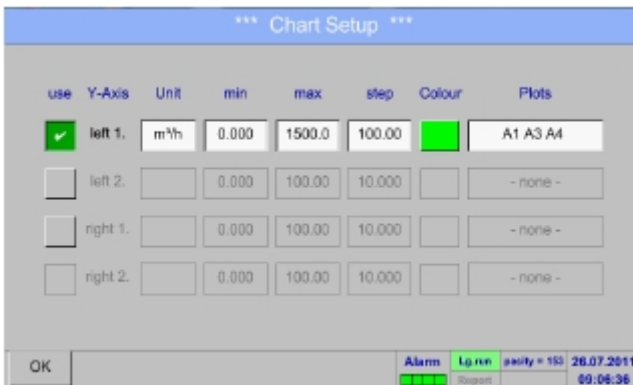 *** Chart Setup ***
use Y-Axis Unit min max step Colour Plots
left 1. m³/h 0.000 1500.0 100.00 A1 A3 A4
left 2. 0.000 100.00 10.000 - none -
right 1. 0.000 100.00 10.000 - none -
right 2. 0.000 100.00 10.000 - none -
OK Alarm Lg.run pasity = 153 26.07.2011
Report 09:06:36